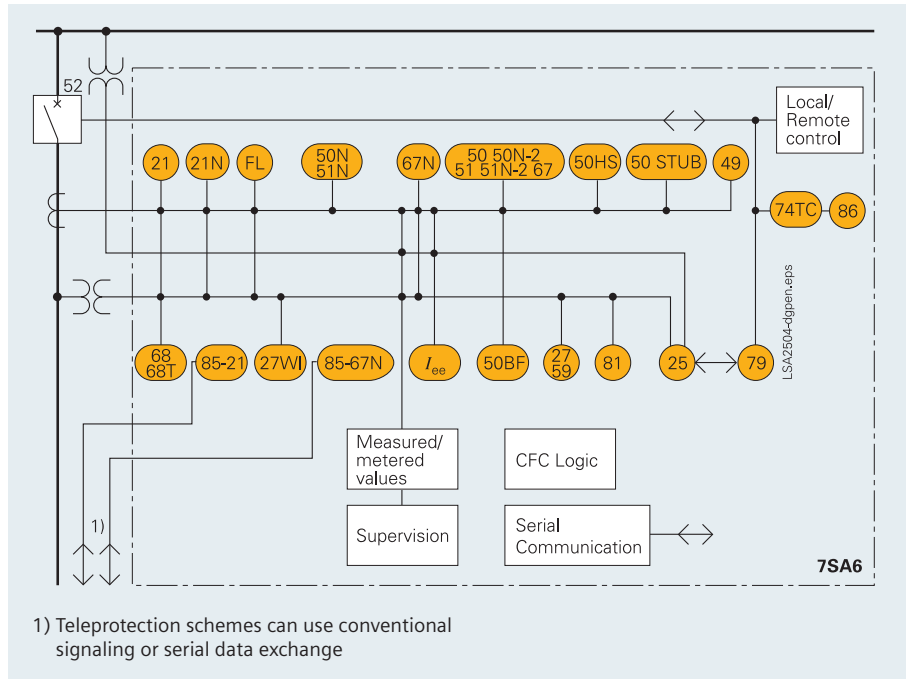 52
Local/
Remote
control
21
21N
FL
50N
51N
67N
50 50N-2
51 51N-2 67
50HS
50 STUB
49
74TC
86
LSA2504-dgpen.eps
68
68T
85-21
27WI
85-67N
Iee
50BF
27
59
81
25
79
Measured/
metered
values
CFC Logic
1)
Supervision
Serial
Communication
7SA6
1) Teleprotection schemes can use conventional
signaling or serial data exchange